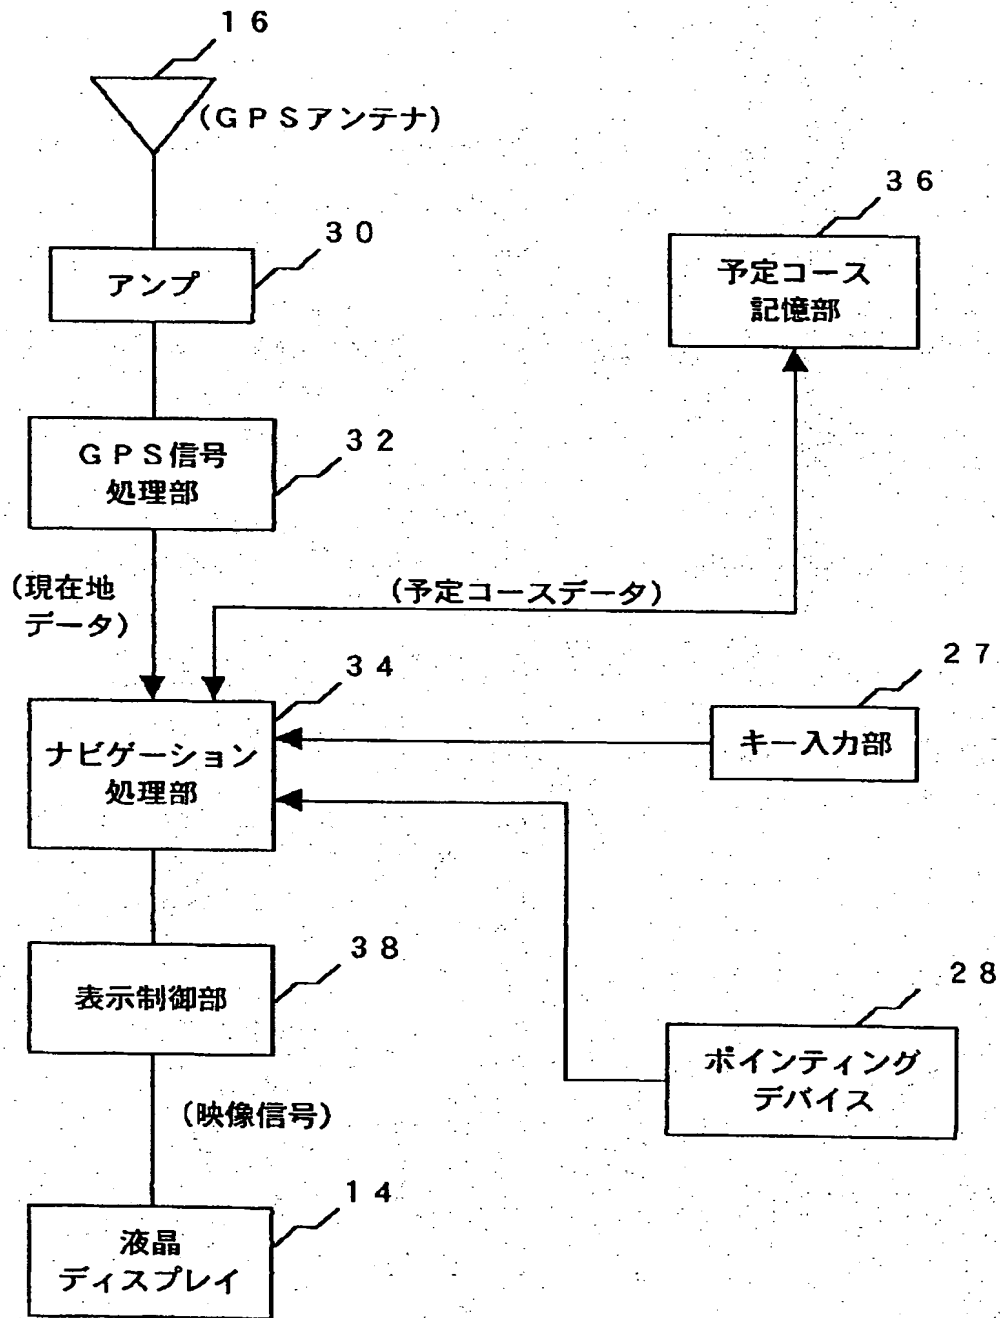 １６
(ＧＰＳアンテナ)
３６
３０
アンプ
予定コース
記憶部
３２
ＧＰＳ信号
処理部
(現在地
データ)
(予定コースデータ)
３４
２７
ナビゲーション
処理部
キー入力部
３８
表示制御部
２８
ポインティング
デバイス
(映像信号)
１４
液晶
ディスプレイ